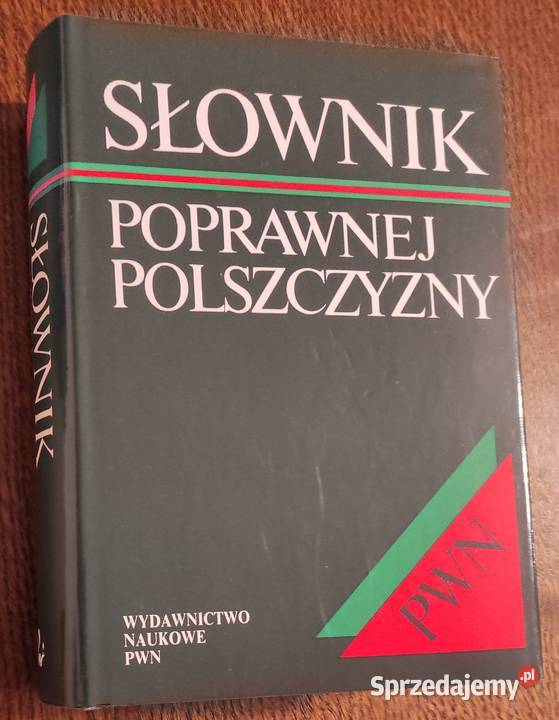 SŁOWNIK
POPRAWNEJ
POLSZCZYZNY
SŁOWNIK
PWN
WYDAWNICTWO
NAUKOWE
PWN
Sprzedajemy.pl